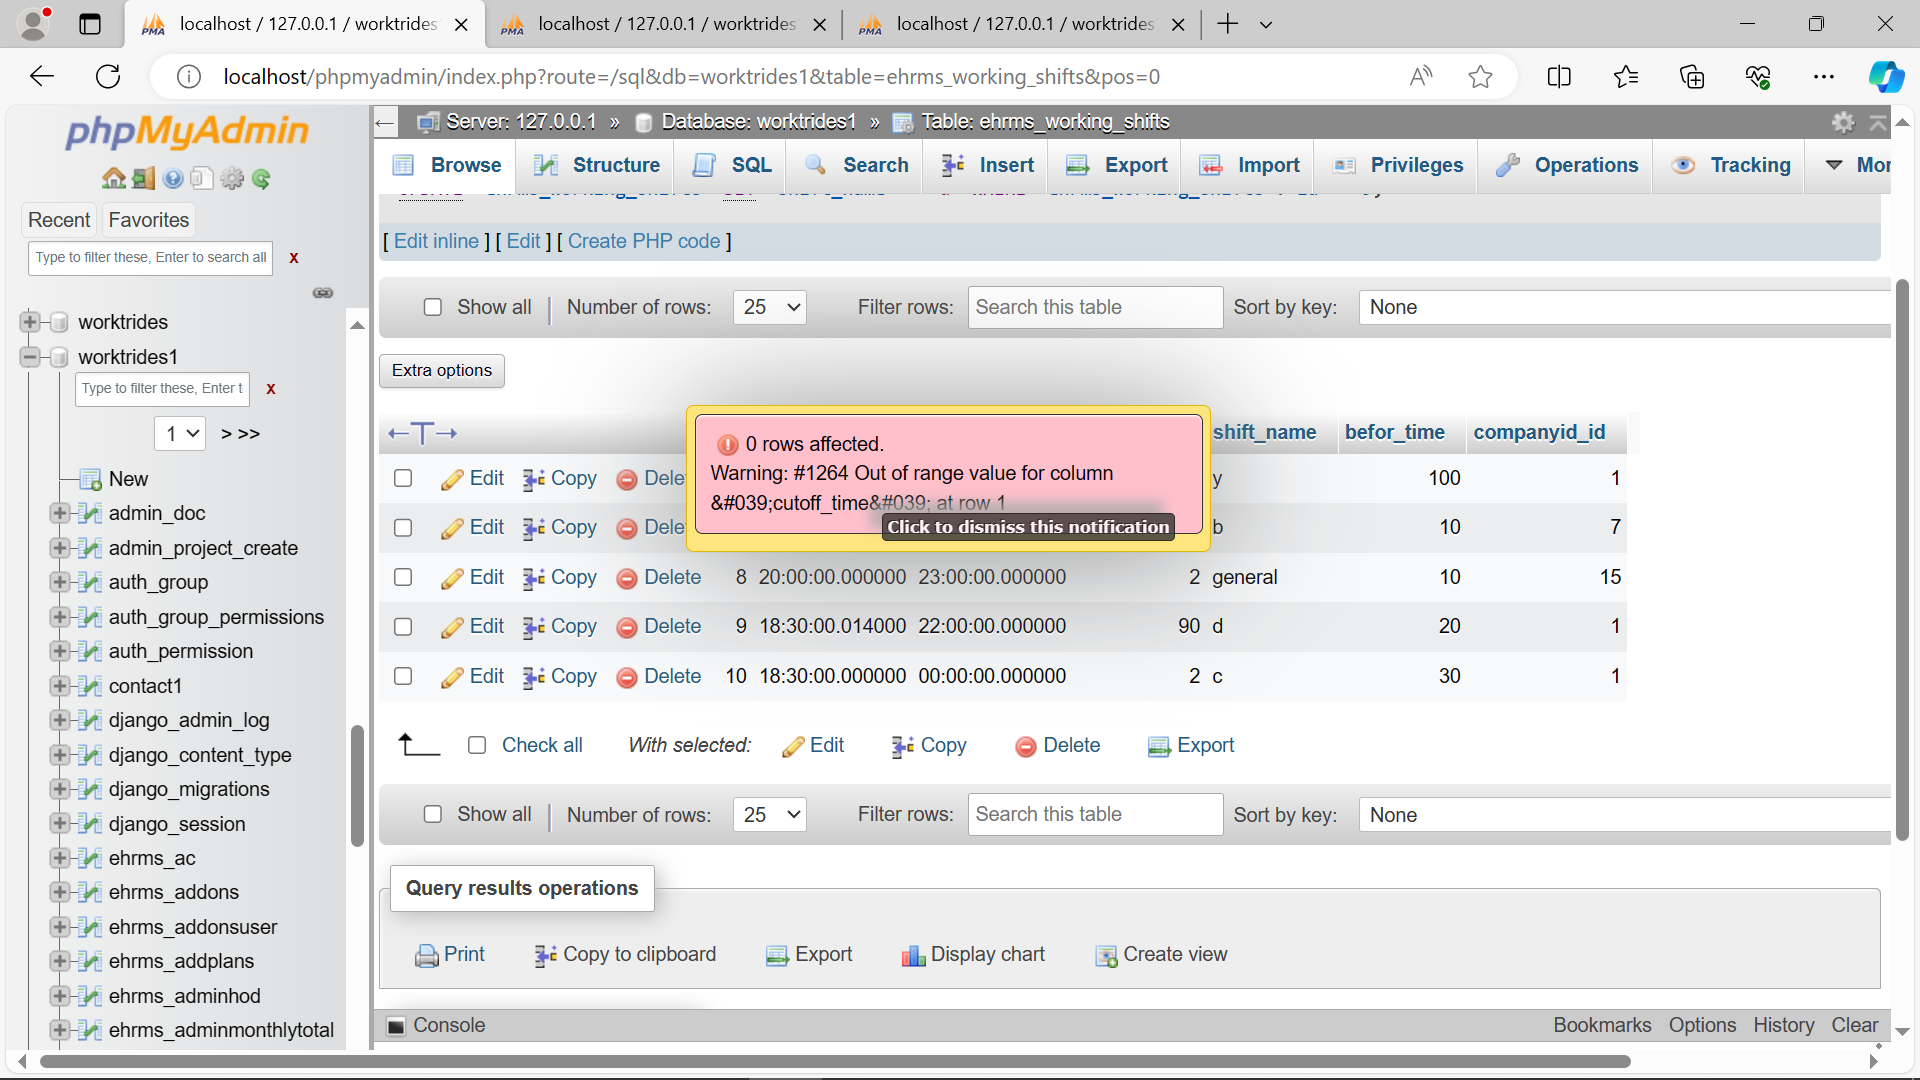 localhost / 127.0.0.1 / worktrides
localhost / 127.0.0.1 / worktrides
localhost / 127.0.0.1 / worktrides
localhost/phpmyadmin/index.php?route=/sql&db=worktrides1&table=ehrms_working_shifts&pos=0
phpMyAdmin
Recent Favorites
Type to filter these, Enter to search all X
worktrides
worktrides1
Type to filter these, Enter t X
1 > >>
New
admin_doc
admin_project_create
auth_group
auth_group_permissions
auth_permission
contact1
django_admin_log
django_content_type
django_migrations
django_session
ehrms_ac
ehrms_addons
ehrms_addonsuser
ehrms_addplans
ehrms_adminhod
ehrms_adminmonthlytotal
Server: 127.0.0.1 » Database: worktrides1 » Table: ehrms_working_shifts
Browse Structure SQL Search Insert Export Import Privileges Operations Tracking Mor
[ Edit inline ] [ Edit ] [ Create PHP code ]
Show all Number of rows: 25 Filter rows: Search this table Sort by key: None
Extra options
0 rows affected.
Warning: #1264 Out of range value for column
&#039;cutoff_time&#039; at row 1
Click to dismiss this notification
shift_name befor_time companyid_id
Edit Copy Dele y 100 1
Edit Copy Dele b 10 7
Edit Copy Delete 8 20:00:00.000000 23:00:00.000000 2 general 10 15
Edit Copy Delete 9 18:30:00.014000 22:00:00.000000 90 d 20 1
Edit Copy Delete 10 18:30:00.000000 00:00:00.000000 2 c 30 1
Check all With selected: Edit Copy Delete Export
Show all Number of rows: 25 Filter rows: Search this table Sort by key: None
Query results operations
Print Copy to clipboard Export Display chart Create view
Console Bookmarks Options History Clear